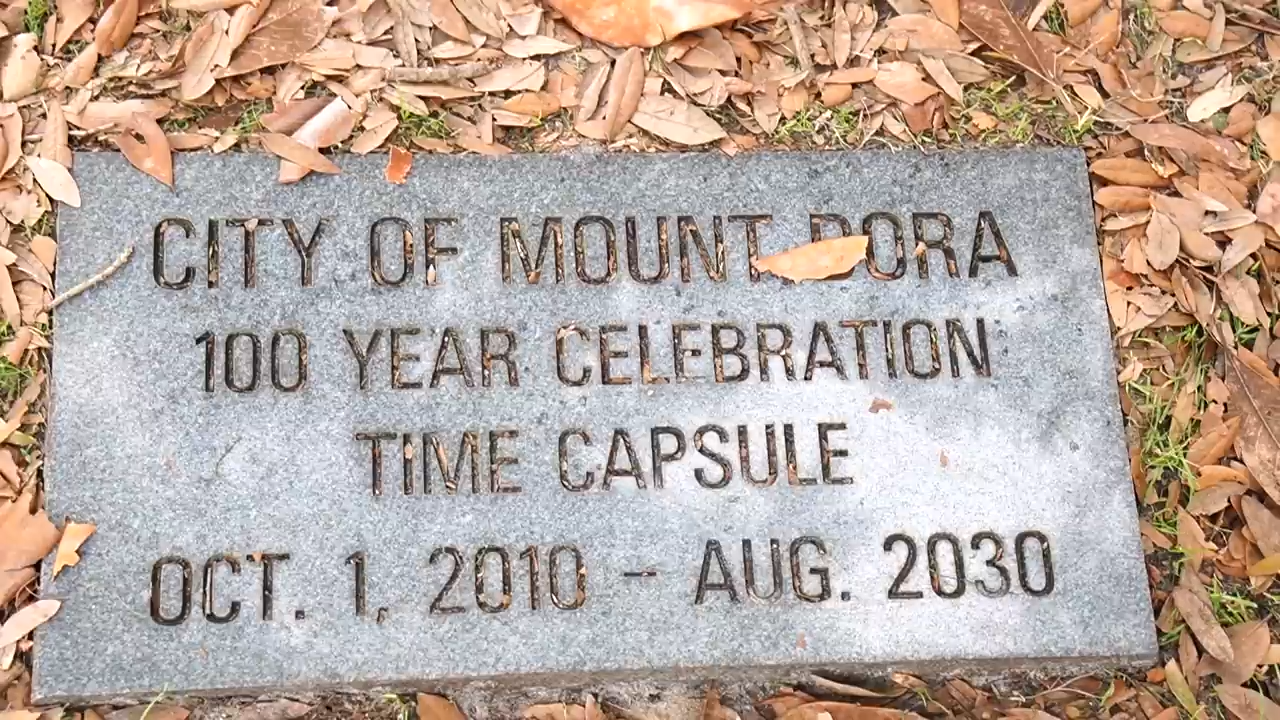 CITY OF MOUNT DORA
100 YEAR CELEBRATION
TIME CAPSULE
OCT. 1, 2010 - AUG. 2030